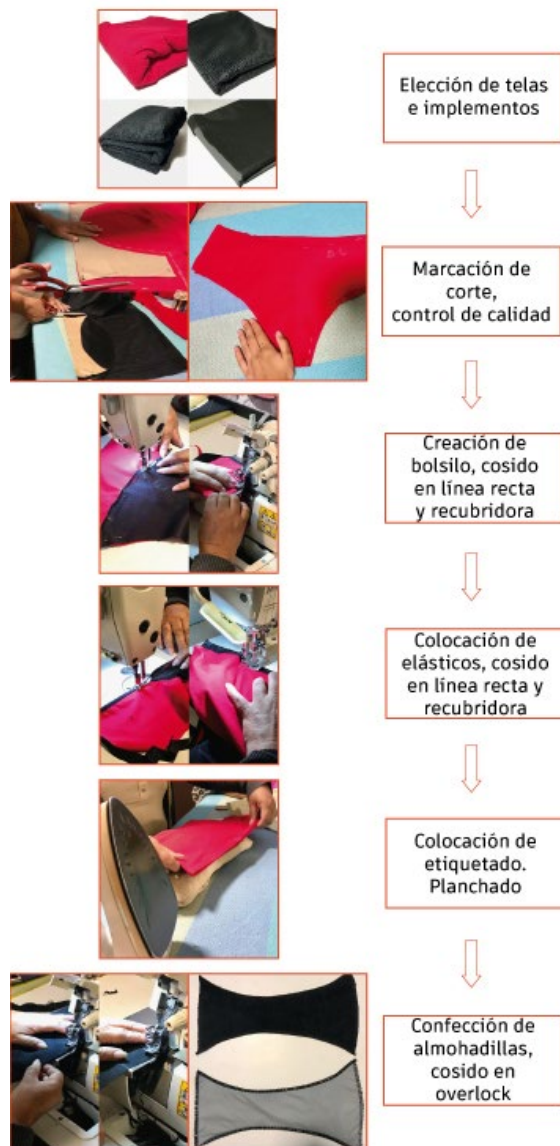 Elección de telas
e implementos
Marcación de
corte,
control de calidad
Creación de
bolsilo, cosido
en línea recta
y recubridora
Colocación de
elásticos, cosido
en línea recta y
recubridora
Colocación de
etiquetado.
Planchado
Confección de
almohadillas,
cosido en
overlock